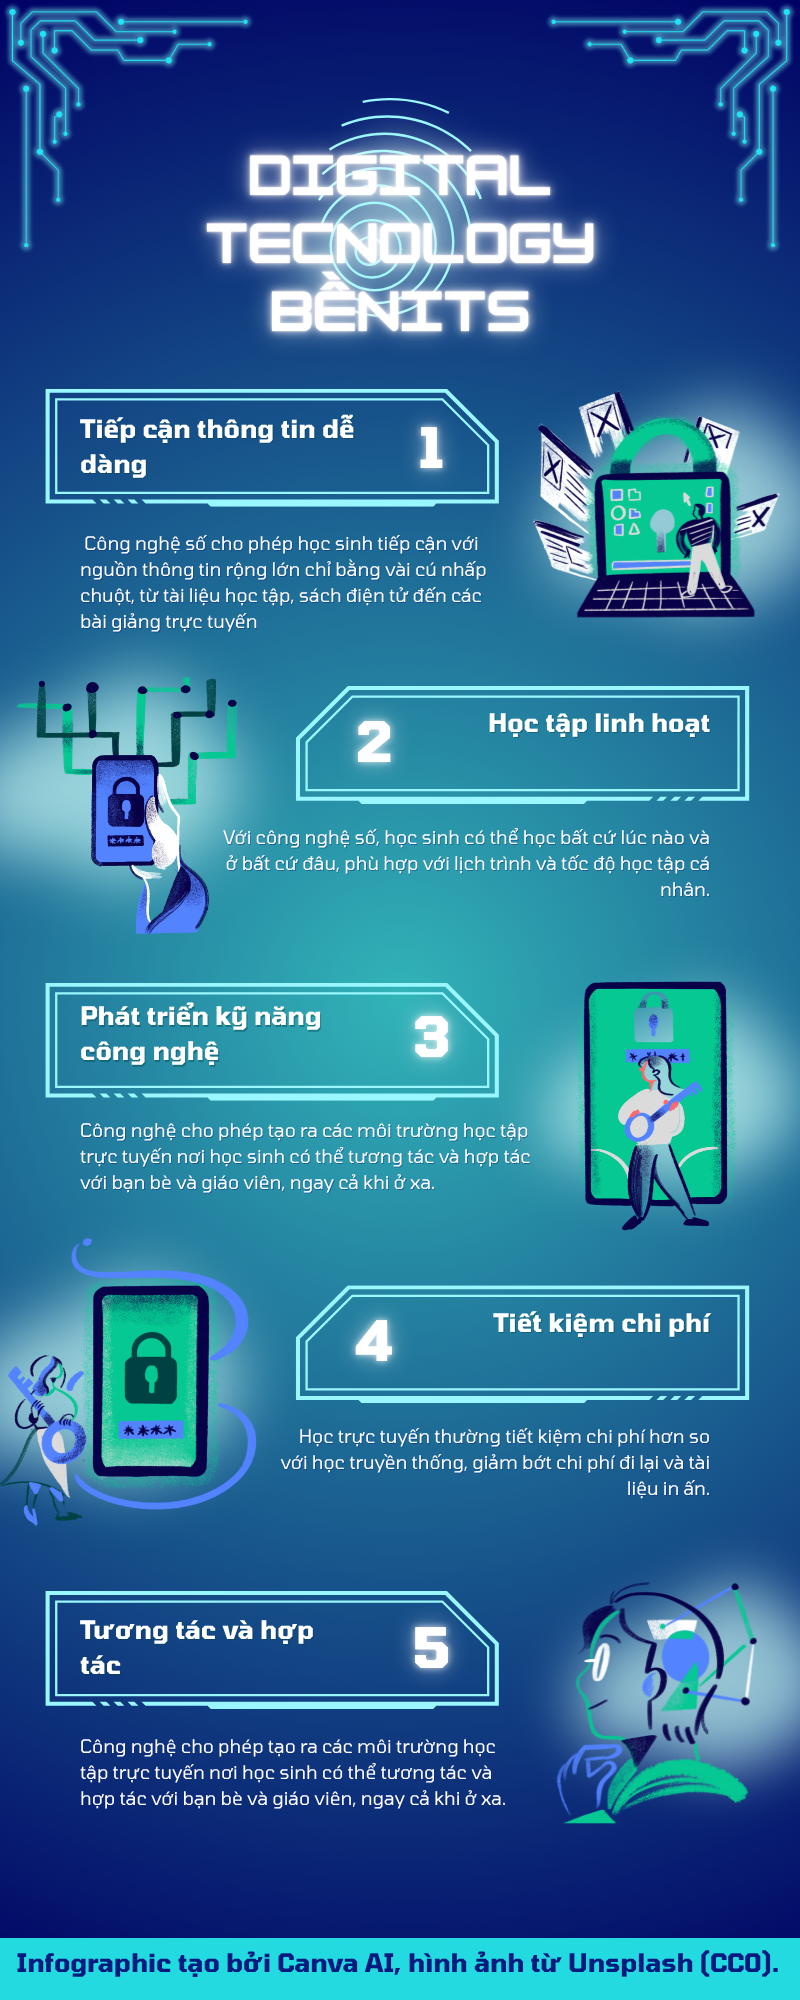 DIGITAL
TECNOLOGY
BỀNITS
Tiếp cận thông tin dễ
dàng
1
Công nghệ số cho phép học sinh tiếp cận với
nguồn thông tin rộng lớn chỉ bằng vài cú nhấp
chuột, từ tài liệu học tập, sách điện tử đến các
bài giảng trực tuyến
2
Học tập linh hoạt
Với công nghệ số, học sinh có thể học bất cứ lúc nào và
ở bất cứ đâu, phù hợp với lịch trình và tốc độ học tập cá
nhân.
Phát triển kỹ năng
công nghệ
3
Công nghệ cho phép tạo ra các môi trường học tập
trực tuyến nơi học sinh có thể tương tác và hợp tác
với bạn bè và giáo viên, ngay cả khi ở xa.
4
Tiết kiệm chi phí
Học trực tuyến thường tiết kiệm chi phí hơn so
với học truyền thống, giảm bớt chi phí đi lại và tài
liệu in ấn.
Tương tác và hợp
tác
5
Công nghệ cho phép tạo ra các môi trường học
tập trực tuyến nơi học sinh có thể tương tác và
hợp tác với bạn bè và giáo viên, ngay cả khi ở xa.
Infographic tạo bởi Canva AI, hình ảnh từ Unsplash (CC0).